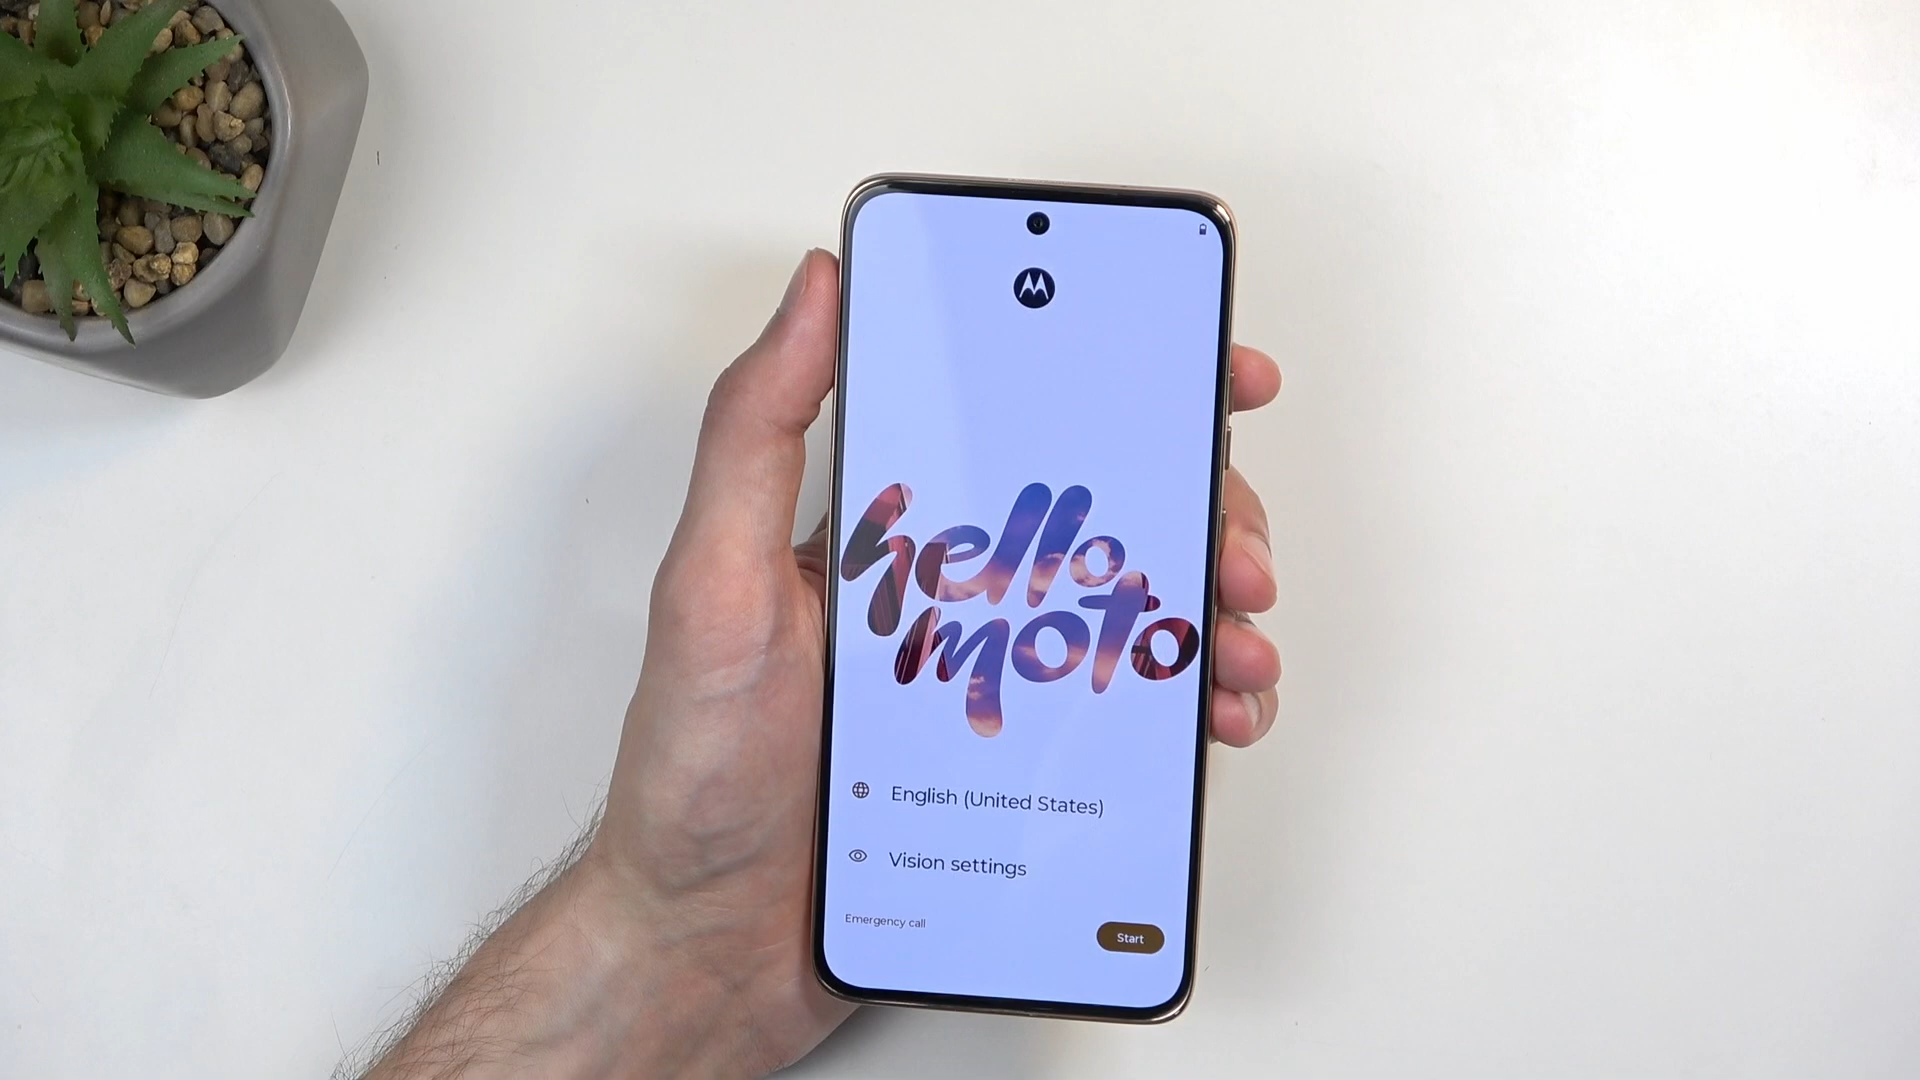 hello
moto
English (United States)
Vision settings
Emergency call
Start